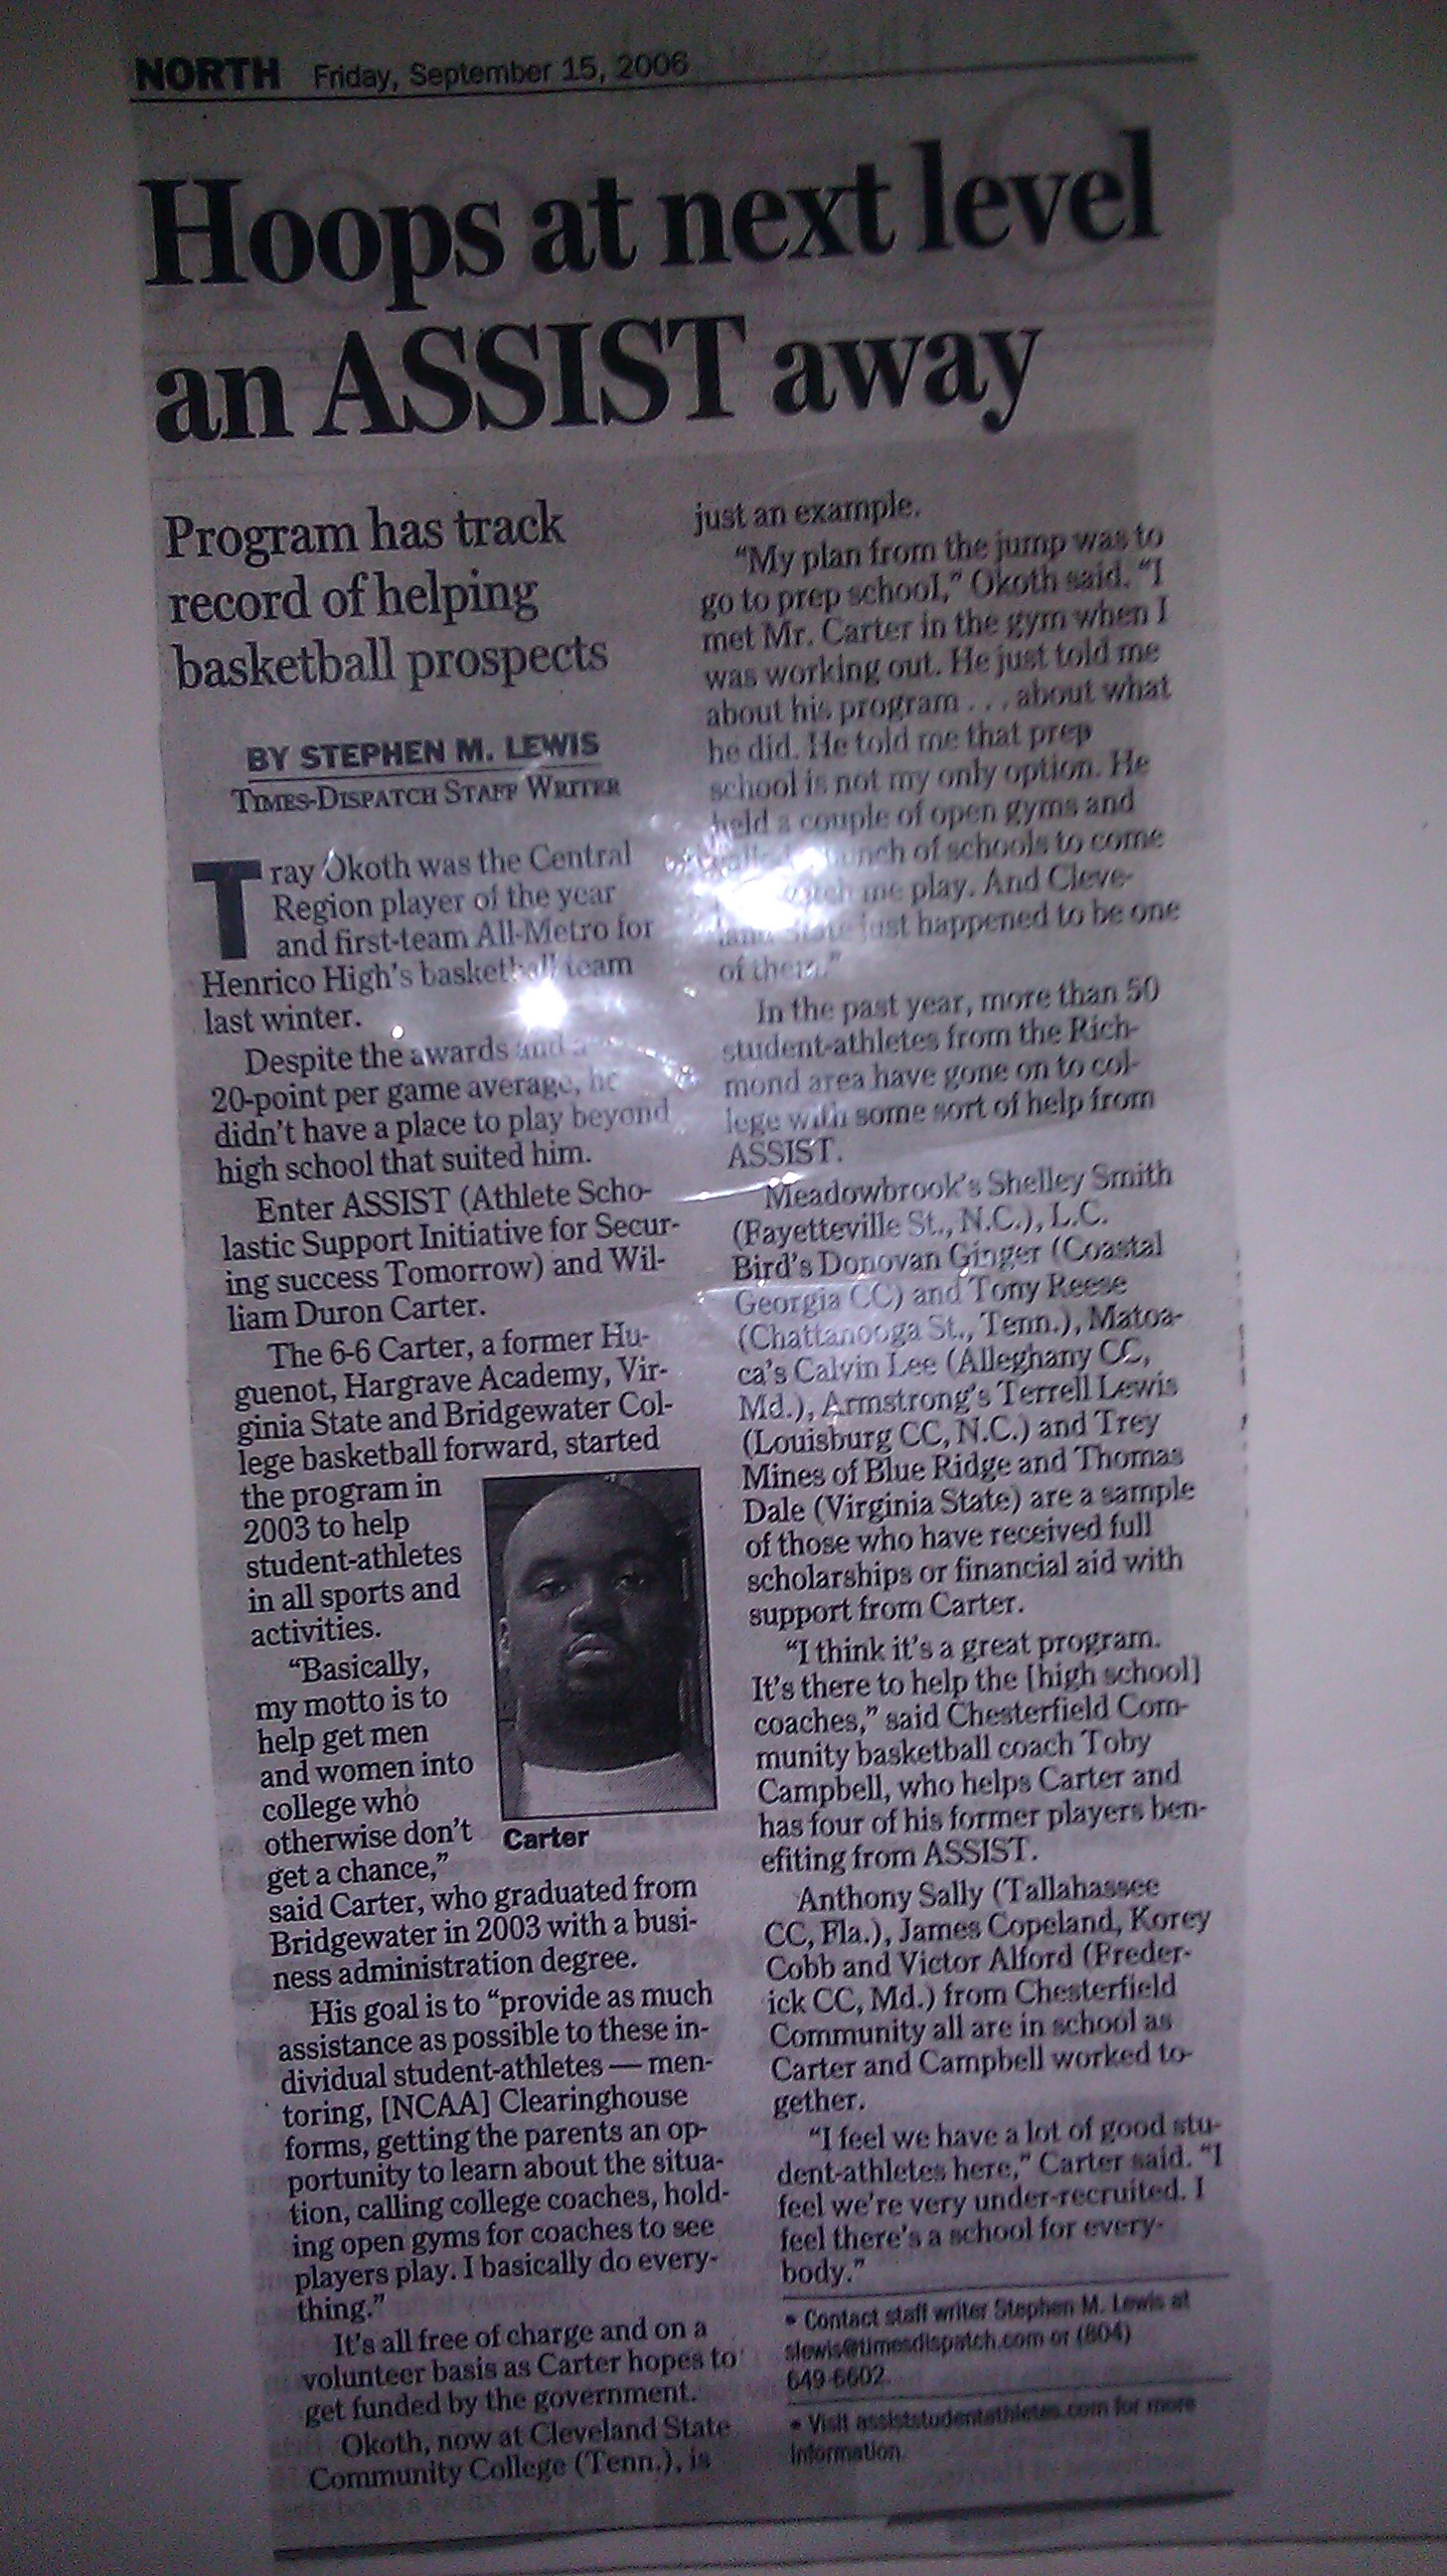 NORTH Friday, September 15, 2006
Hoops at next level
an ASSIST away
Program has track
record of helping
basketball prospects
BY STEPHEN M. LEWIS
TIMES-DISPATCH STAFF WRITER
Tray Okoth was the Central
Region player of the year
and first-team All-Metro for
Henrico High's basketball team
last winter.
Despite the awards and a
20-point per game average, he
didn't have a place to play beyond
high school that suited him.
Enter ASSIST (Athlete Scho-
lastic Support Initiative for Secur-
ing success Tomorrow) and Wil-
liam Duron Carter.
The 6-6 Carter, a former Hu-
guenot, Hargrave Academy, Vir-
ginia State and Bridgewater Col-
lege basketball forward, started
the program in
2003 to help
student-athletes
in all sports and
activities.
"Basically,
my motto is to
help get men
and women into
college who
otherwise don't
get a chance,"
Carter
said Carter, who graduated from
Bridgewater in 2003 with a busi-
ness administration degree.
His goal is to "provide as much
assistance as possible to these in-
dividual student-athletes — men-
toring, [NCAA] Clearinghouse
forms, getting the parents an op-
portunity to learn about the situa-
tion, calling college coaches, hold-
ing open gyms for coaches to see
players play. I basically do every-
thing."
It's all free of charge and on a
volunteer basis as Carter hopes to
get funded by the government.
Okoth, now at Cleveland State
Community College (Tenn.), is
just an example.
"My plan from the jump was to
go to prep school," Okoth said. "I
met Mr. Carter in the gym when I
was working out. He just told me
about his program . . . about what
he did. He told me that prep
school is not my only option. He
held a couple of open gyms and
bunch of schools to come
me play. And Cleve-
land State just happened to be one
of them."
In the past year, more than 50
student-athletes from the Rich-
mond area have gone on to col-
lege with some sort of help from
ASSIST.
Meadowbrook's Shelley Smith
(Fayetteville St., N.C.), L.C.
Bird's Donovan Ginger (Coastal
Georgia CC) and Tony Reese
(Chattanooga St., Tenn.), Matoa-
ca's Calvin Lee (Alleghany CC,
Md.), Armstrong's Terrell Lewis
(Louisburg CC, N.C.) and Trey
Mines of Blue Ridge and Thomas
Dale (Virginia State) are a sample
of those who have received full
scholarships or financial aid with
support from Carter.
"I think it's a great program.
It's there to help the [high school]
coaches," said Chesterfield Com-
munity basketball coach Toby
Campbell, who helps Carter and
has four of his former players ben-
efiting from ASSIST.
Anthony Sally (Tallahassee
CC, Fla.), James Copeland, Korey
Cobb and Victor Alford (Freder-
ick CC, Md.) from Chesterfield
Community all are in school as
Carter and Campbell worked to-
gether.
"I feel we have a lot of good stu-
dent-athletes here," Carter said. "I
feel we're very under-recruited. I
feel there's a school for every-
body."
• Contact staff writer Stephen M. Lewis at
slewis@timesdispatch.com or (804)
649-6602.
• Visit assiststudentathletes.com for more
information.